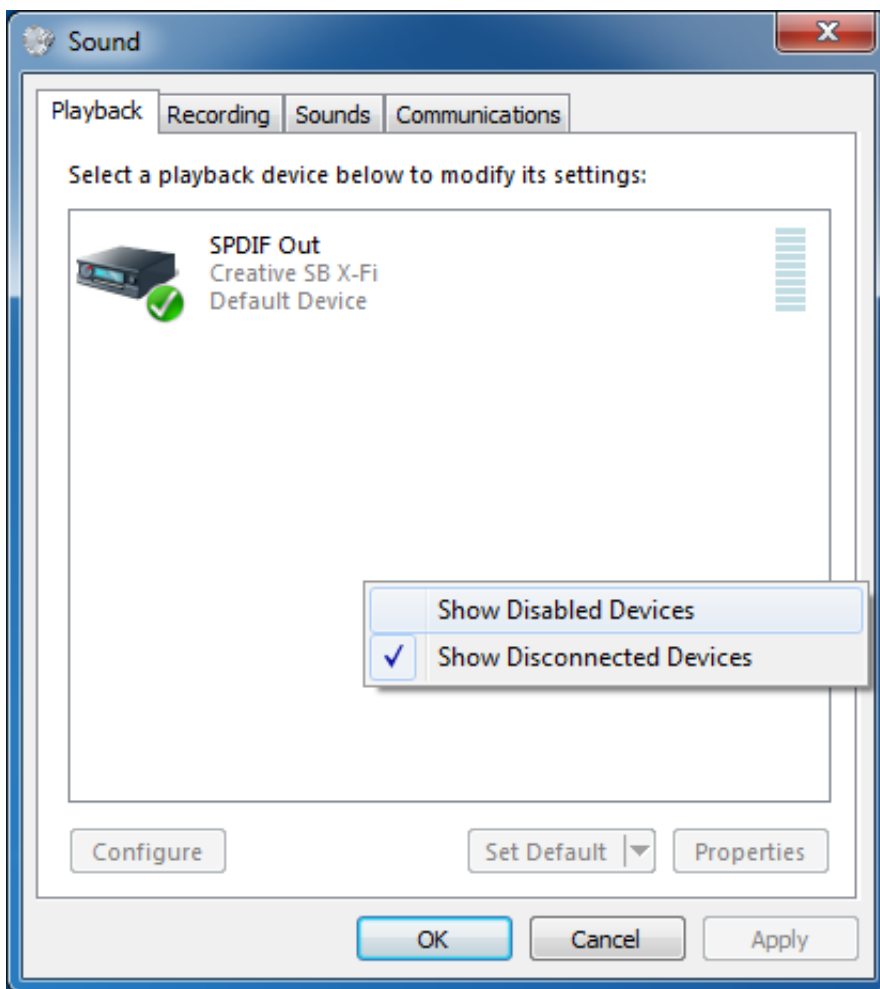 Sound
Playback Recording Sounds Communications
Select a playback device below to modify its settings:
SPDIF Out
Creative SB X-Fi
Default Device
Show Disabled Devices
Show Disconnected Devices
Configure Set Default Properties
OK Cancel Apply